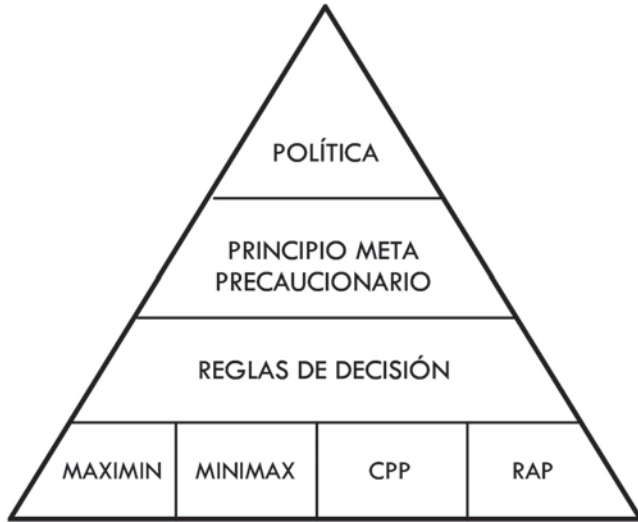 POLÍTICA
PRINCIPIO META
PRECAUCIONARIO
REGLAS DE DECISIÓN
MAXIMIN MINIMAX CPP RAP